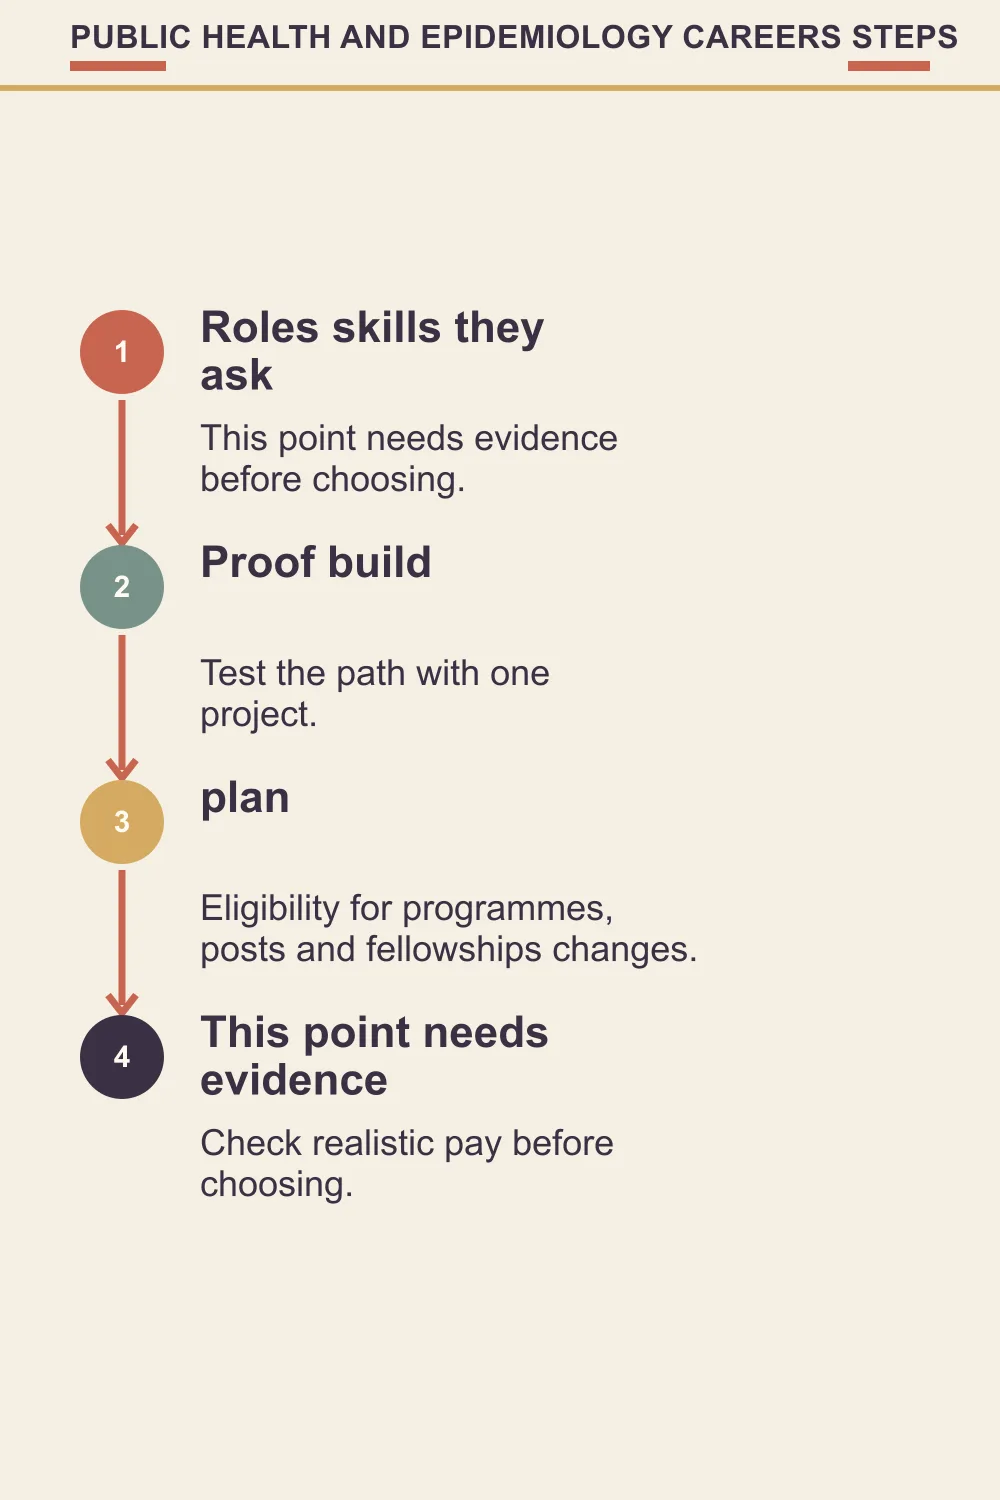 PUBLIC HEALTH AND EPIDEMIOLOGY CAREERS STEPS
1
Roles skills they
ask
This point needs evidence
before choosing.
2
Proof build
Test the path with one
project.
3
plan
Eligibility for programmes,
posts and fellowships changes.
4
This point needs
evidence
Check realistic pay before
choosing.